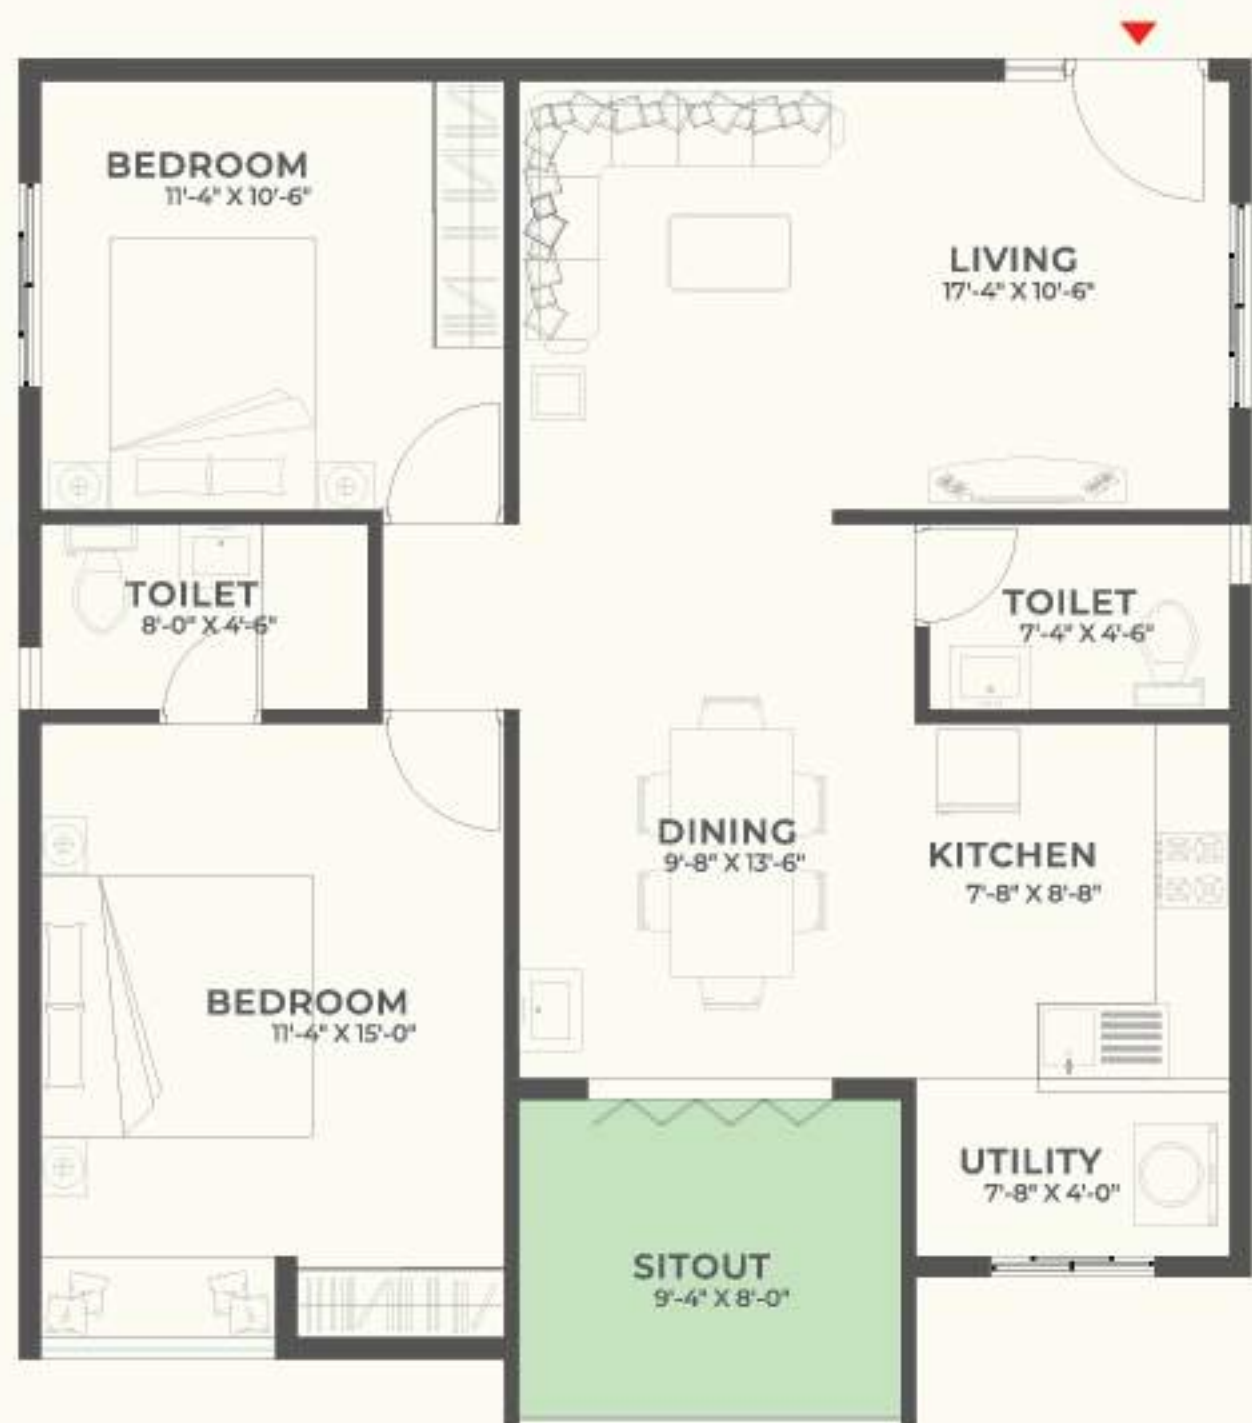 BEDROOM
11'-4" X 10'-6"
LIVING
17'-4" X 10'-6"
TOILET
8'-0" X 4'-6"
TOILET
7'-4" X 4'-6"
DINING
9'-8" X 13'-6"
KITCHEN
7'-8" X 8'-8"
BEDROOM
11'-4" X 15'-0"
UTILITY
7'-8" X 4'-0"
SITOUT
9'-4" X 8'-0"